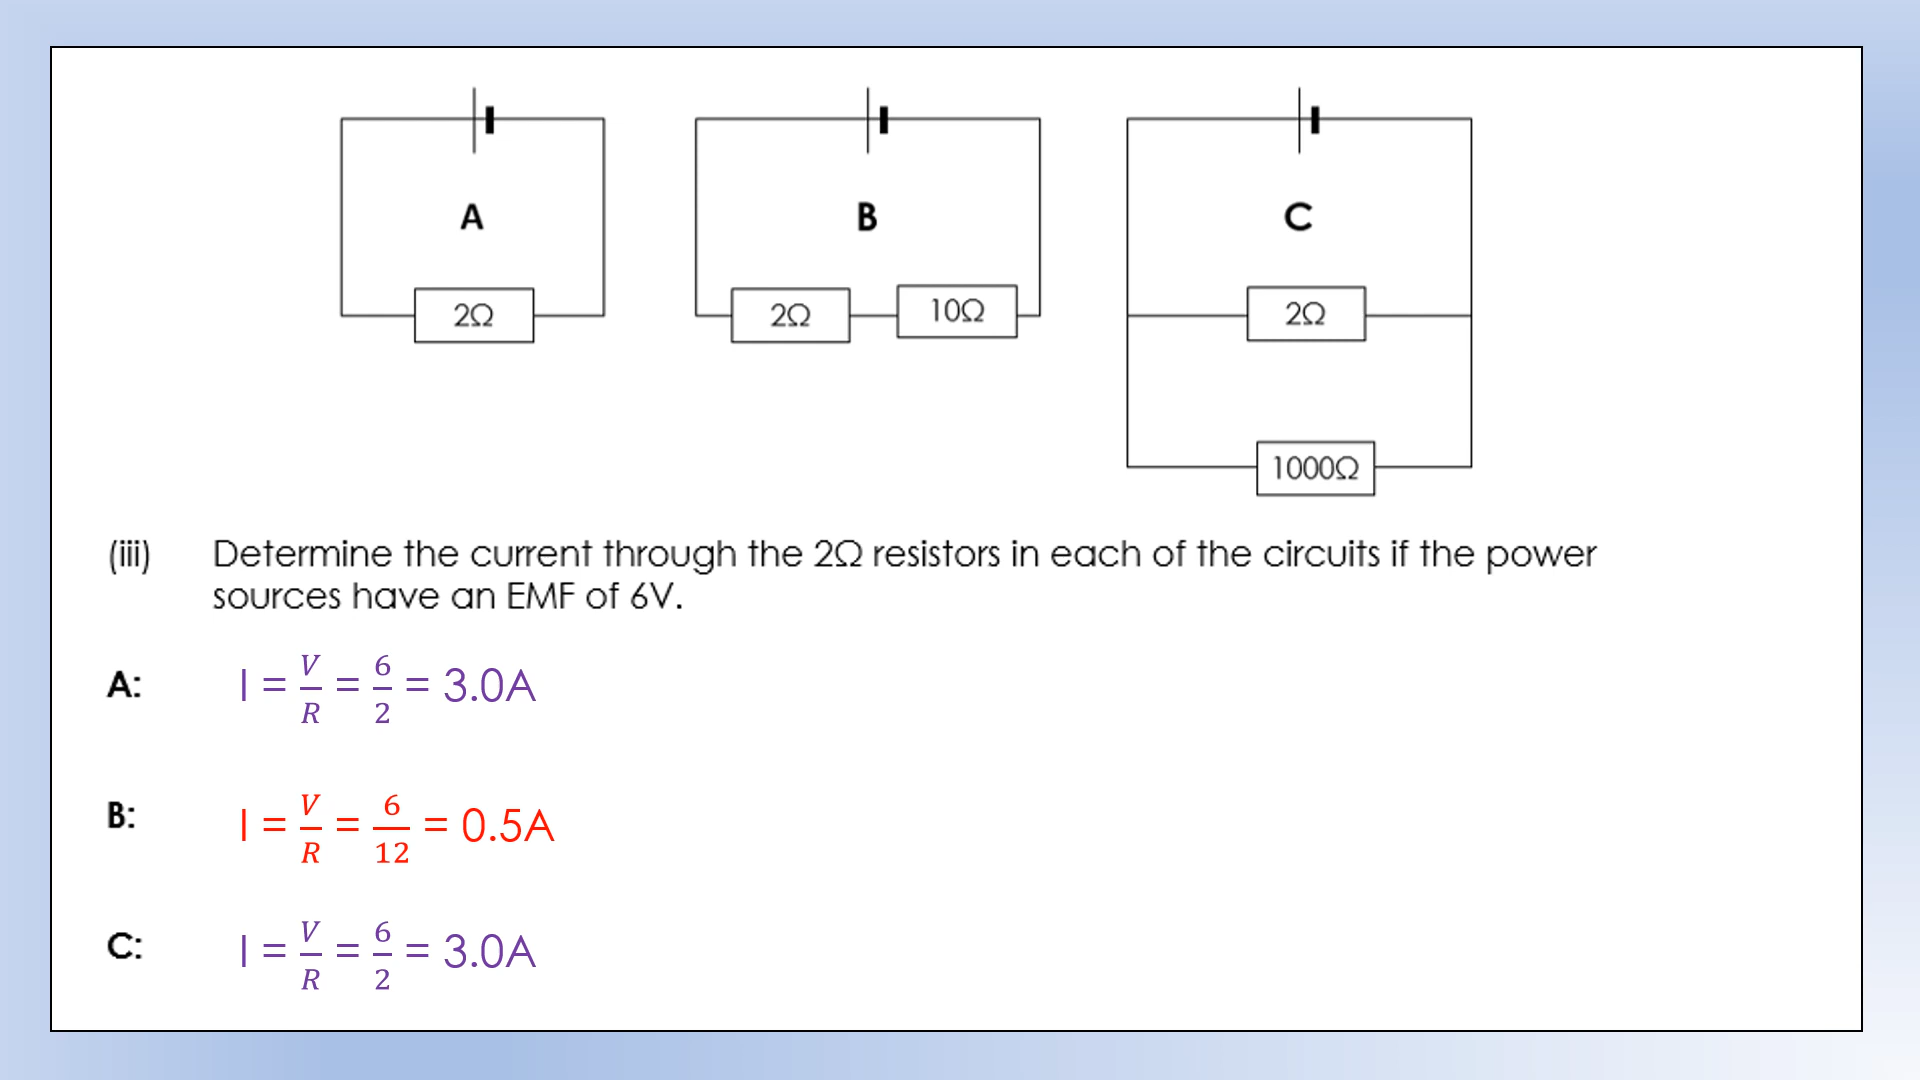 A B C
2Ω 2Ω 10Ω 2Ω
1000Ω
(iii) Determine the current through the 2Ω resistors in each of the circuits if the power
sources have an EMF of 6V.
A: I = V/R = 6/2 = 3.0A
B: I = V/R = 6/12 = 0.5A
C: I = V/R = 6/2 = 3.0A